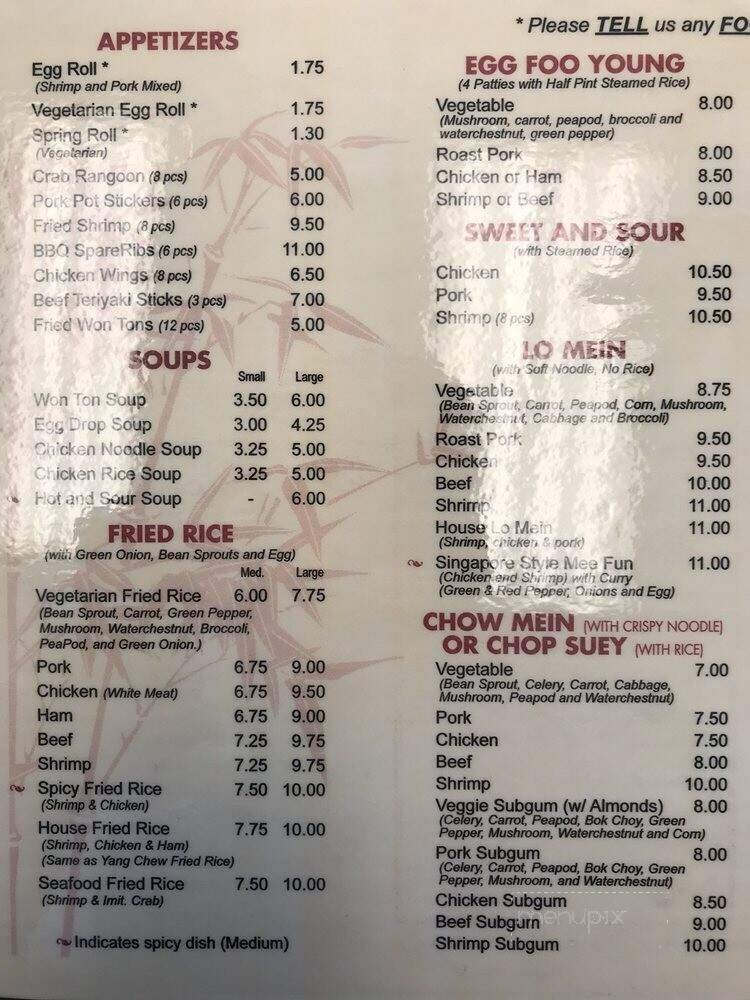 * Please TELL us any FO
APPETIZERS
Egg Roll * 1.75
(Shrimp and Pork Mixed)
Vegetarian Egg Roll * 1.75
Spring Roll * 1.30
(Vegetarian)
Crab Rangoon (8 pcs) 5.00
Pork Pot Stickers (6 pcs) 6.00
Fried Shrimp (8 pcs) 9.50
BBQ SpareRibs (6 pcs) 11.00
Chicken Wings (8 pcs) 6.50
Beef Teriyaki Sticks (3 pcs) 7.00
Fried Won Tons (12 pcs) 5.00
SOUPS
Small Large
Won Ton Soup 3.50 6.00
Egg Drop Soup 3.00 4.25
Chicken Noodle Soup 3.25 5.00
Chicken Rice Soup 3.25 5.00
Hot and Sour Soup - 6.00
FRIED RICE
(with Green Onion, Bean Sprouts and Egg)
Med. Large
Vegetarian Fried Rice 6.00 7.75
(Bean Sprout, Carrot, Green Pepper,
Mushroom, Waterchestnut, Broccoli,
PeaPod, and Green Onion.)
Pork 6.75 9.00
Chicken (White Meat) 6.75 9.50
Ham 6.75 9.00
Beef 7.25 9.75
Shrimp 7.25 9.75
Spicy Fried Rice 7.50 10.00
(Shrimp & Chicken)
House Fried Rice 7.75 10.00
(Shrimp, Chicken & Ham)
(Same as Yang Chew Fried Rice)
Seafood Fried Rice 7.50 10.00
(Shrimp & Imit. Crab)
Indicates spicy dish (Medium)
EGG FOO YOUNG
(4 Patties with Half Pint Steamed Rice)
Vegetable 8.00
(Mushroom, carrot, peapod, broccoli and
waterchestnut, green pepper)
Roast Pork 8.00
Chicken or Ham 8.50
Shrimp or Beef 9.00
SWEET AND SOUR
(with Steamed Rice)
Chicken 10.50
Pork 9.50
Shrimp (8 pcs) 10.50
LO MEIN
(with Soft Noodle, No Rice)
Vegetable 8.75
(Bean Sprout, Carrot, Peapod, Corn, Mushroom,
Waterchestnut, Cabbage and Broccoli)
Roast Pork 9.50
Chicken 9.50
Beef 10.00
Shrimp 11.00
House Lo Mein 11.00
(Shrimp, chicken & pork)
Singapore Style Mee Fun 11.00
(Chicken and Shrimp) with Curry
(Green & Red Pepper, Onions and Egg)
CHOW MEIN (WITH CRISPY NOODLE)
OR CHOP SUEY (WITH RICE)
Vegetable 7.00
(Bean Sprout, Celery, Carrot, Cabbage,
Mushroom, Peapod and Waterchestnut)
Pork 7.50
Chicken 7.50
Beef 8.00
Shrimp 10.00
Veggie Subgum (w/ Almonds) 8.00
(Celery, Carrot, Peapod, Bok Choy, Green
Pepper, Mushroom, Waterchestnut and Corn)
Pork Subgum 8.00
(Celery, Carrot, Peapod, Bok Choy, Green
Pepper, Mushroom, and Waterchestnut)
Chicken Subgum 8.50
Beef Subgum 9.00
menupix
Shrimp Subgum 10.00